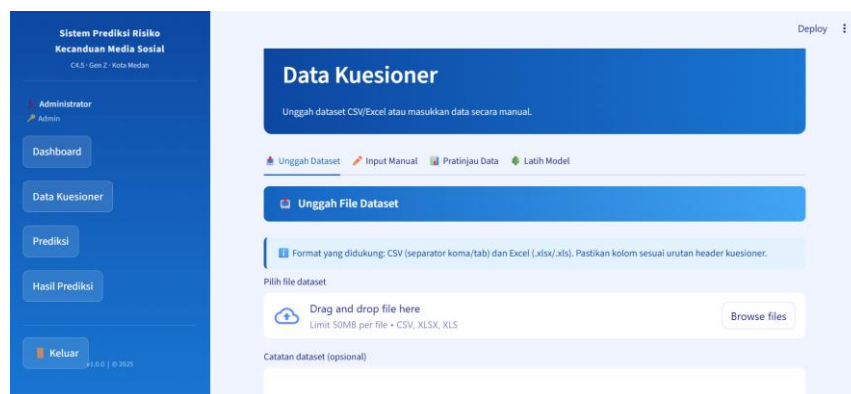 Sistem Prediksi Risiko
Kecanduan Media Sosial
C4.5 · Gen Z · Kota Medan
Administrator
Admin
Dashboard
Data Kuesioner
Prediksi
Hasil Prediksi
Keluar
v1.0.0 | © 2025
Deploy
Data Kuesioner
Unggah dataset CSV/Excel atau masukkan data secara manual.
Unggah Dataset Input Manual Pratinjau Data Latih Model
Unggah File Dataset
Format yang didukung: CSV (separator koma/tab) dan Excel (.xlsx/.xls). Pastikan kolom sesuai urutan header kuesioner.
Pilih file dataset
Drag and drop file here
Limit 50MB per file • CSV, XLSX, XLS
Browse files
Catatan dataset (opsional)